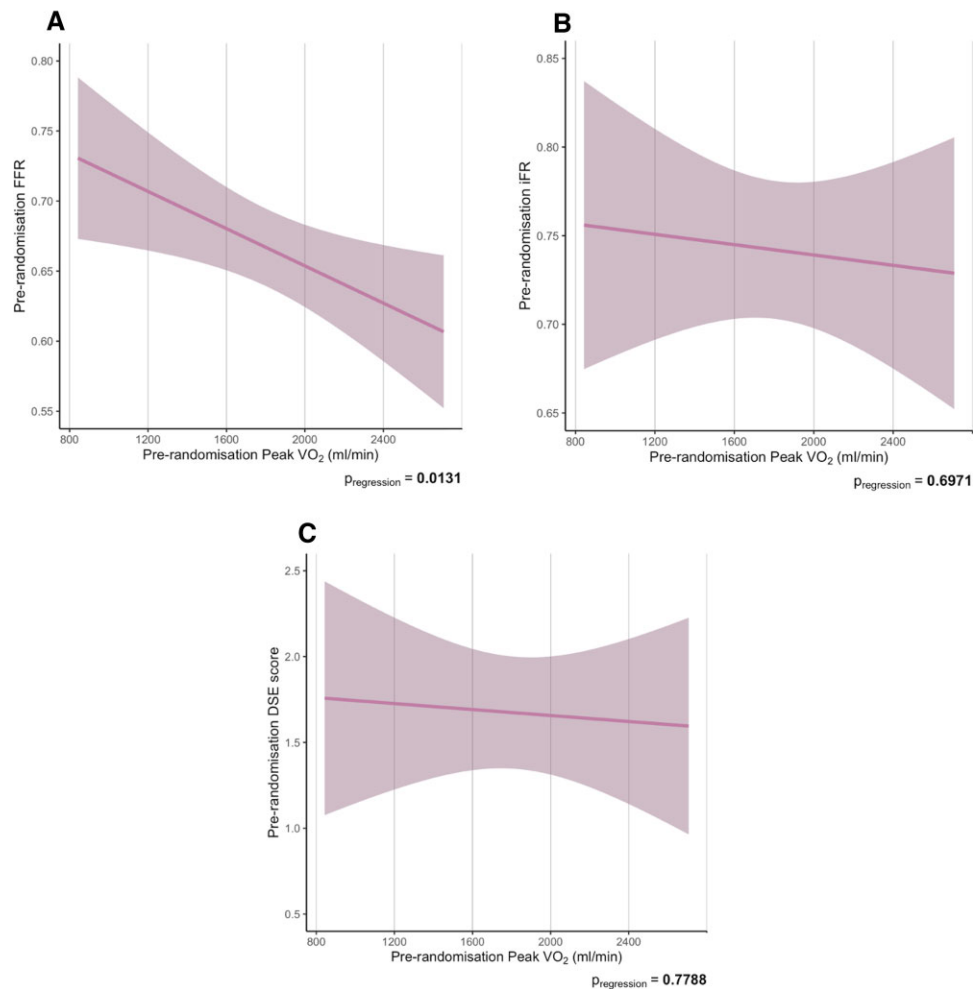 A
Pre-randomisation FFR
0.80
0.75
0.70
0.65
0.60
0.55
800 1200 1600 2000 2400
Pre-randomisation Peak VO₂ (ml/min)
p_regression = 0.0131
B
Pre-randomisation iFR
0.85
0.80
0.75
0.70
0.65
800 1200 1600 2000 2400
Pre-randomisation Peak VO₂ (ml/min)
p_regression = 0.6971
C
Pre-randomisation DSE score
2.5
2.0
1.5
1.0
0.5
800 1200 1600 2000 2400
Pre-randomisation Peak VO₂ (ml/min)
p_regression = 0.7788